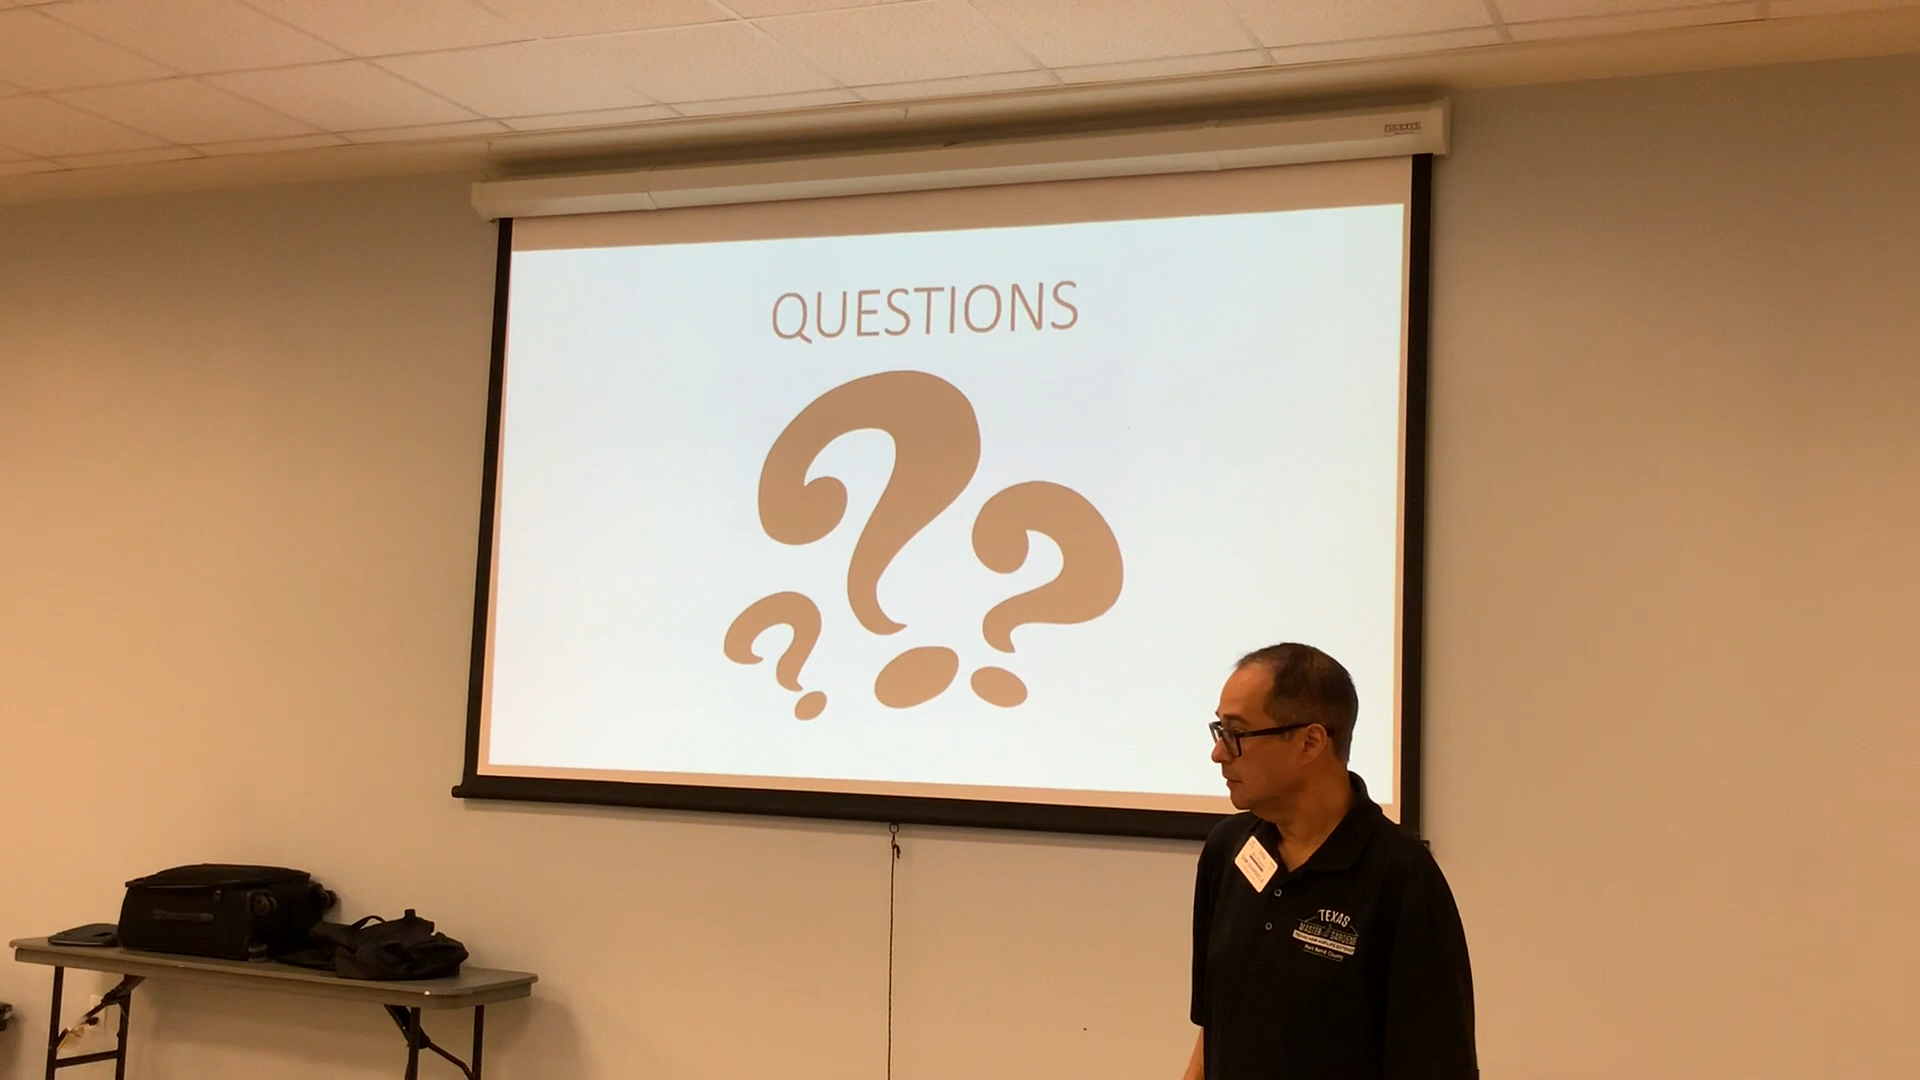 QUESTIONS
? ? ?
TEXAS
MASTER GARDENER
Fort Bend County